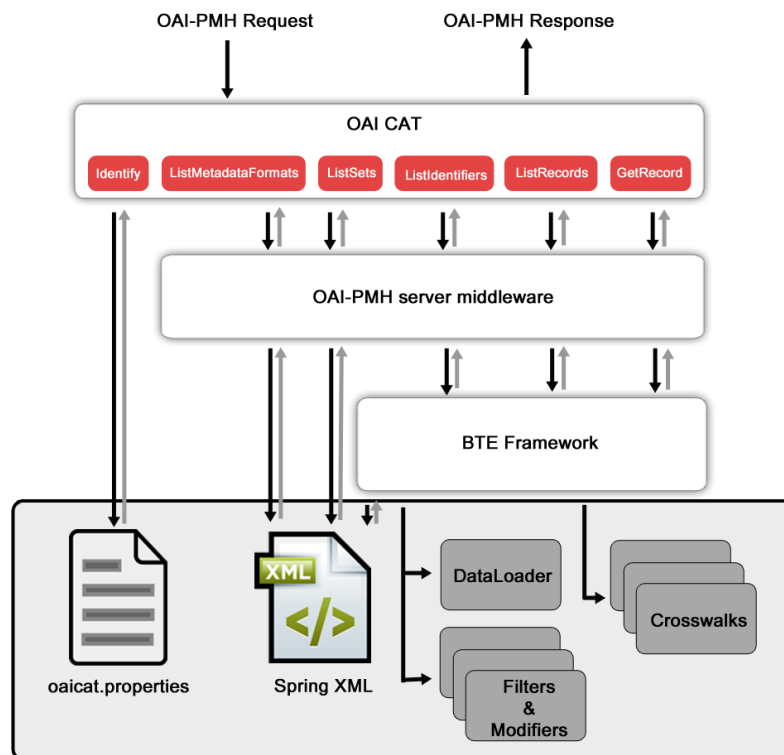 OAI-PMH Request
OAI-PMH Response
OAI CAT
Identify
ListMetadataFormats
ListSets
ListIdentifiers
ListRecords
GetRecord
OAI-PMH server middleware
BTE Framework
XML
</>
DataLoader
Crosswalks
oaicat.properties
Spring XML
Filters
&
Modifiers